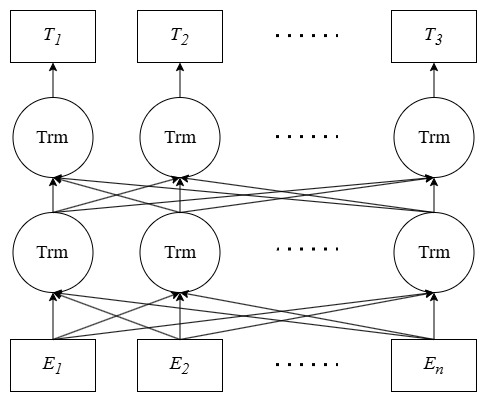 T1 T2 ...... T3
Trm Trm ...... Trm
Trm Trm ...... Trm
E1 E2 ...... En